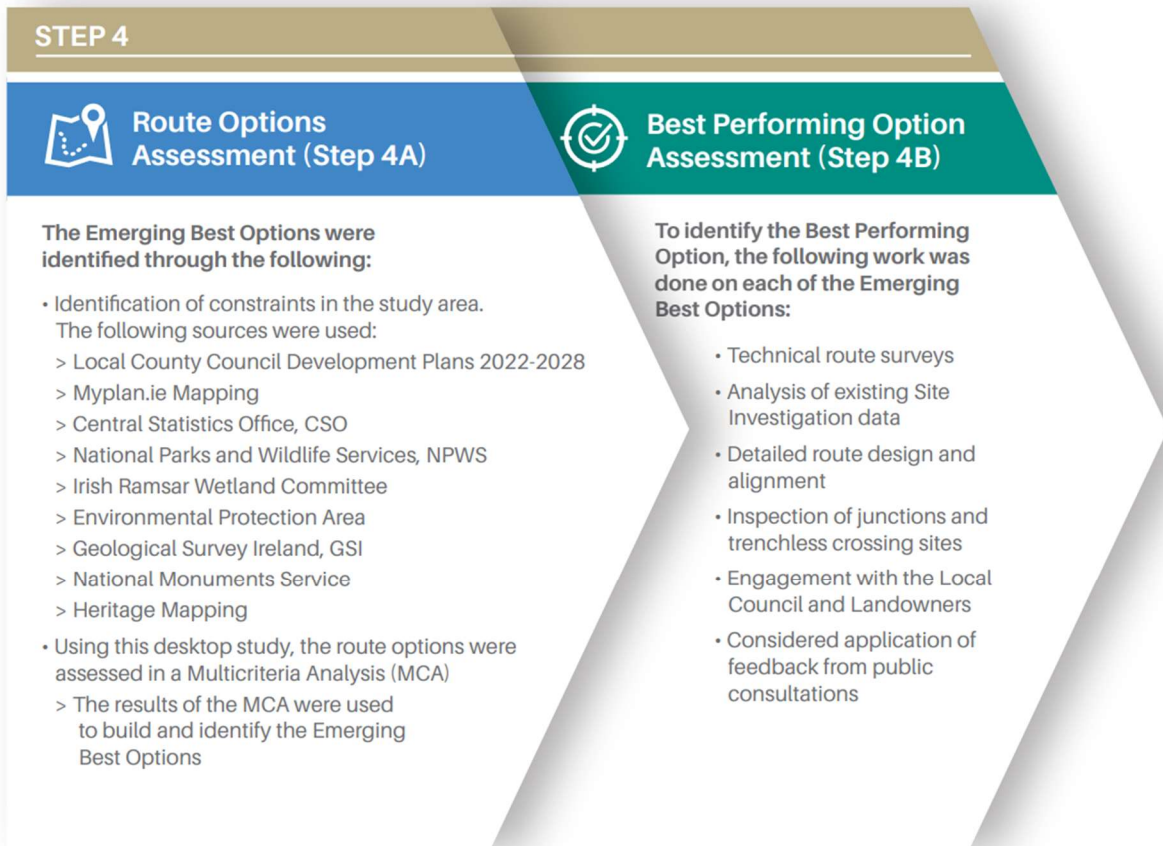 STEP 4
Route Options
Assessment (Step 4A)
The Emerging Best Options were
identified through the following:
• Identification of constraints in the study area.
The following sources were used:
> Local County Council Development Plans 2022-2028
> Myplan.ie Mapping
> Central Statistics Office, CSO
> National Parks and Wildlife Services, NPWS
> Irish Ramsar Wetland Committee
> Environmental Protection Area
> Geological Survey Ireland, GSI
> National Monuments Service
> Heritage Mapping
• Using this desktop study, the route options were
assessed in a Multicriteria Analysis (MCA)
> The results of the MCA were used
to build and identify the Emerging
Best Options
Best Performing Option
Assessment (Step 4B)
To identify the Best Performing
Option, the following work was
done on each of the Emerging
Best Options:
• Technical route surveys
• Analysis of existing Site
Investigation data
• Detailed route design and
alignment
• Inspection of junctions and
trenchless crossing sites
• Engagement with the Local
Council and Landowners
• Considered application of
feedback from public
consultations